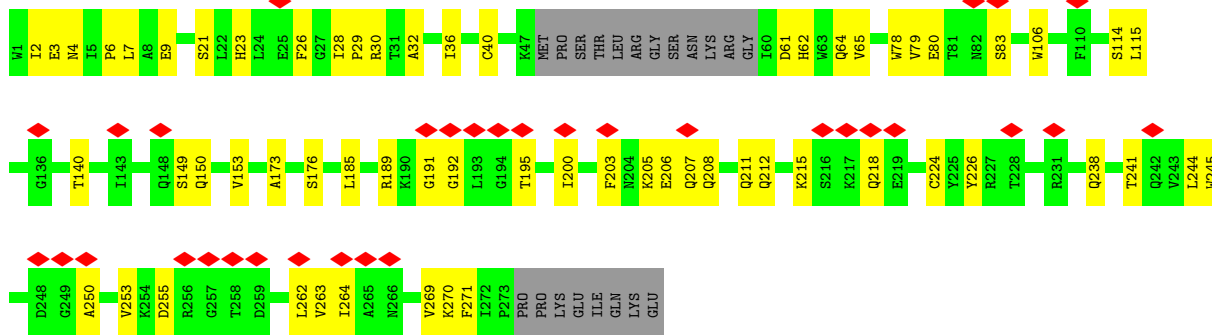 W1 I2 E3 N4 I5 P6 L7 A8 E9 S21 L22 H23 L24 E25 F26 G27 I28 P29 R30 T31 A32 I36 C40 K47 MET PRO SER THR LEU ARG GLY SER ASN LYS ARG GLY I60 D61 H62 W63 Q64 V65 W78 V79 E80 T81 N82 S83 W106 F110 S114 L115
G136 T140 I143 Q148 S149 Q150 V153 A173 S176 L185 R189 K190 G191 G192 L193 G194 T195 I200 F203 N204 K205 E206 Q207 Q208 Q211 Q212 K215 S216 K217 Q218 E219 C224 Y225 Y226 R227 T228 R231 Q238 T241 Q242 V243 L244 W245
D248 G249 A250 V253 K254 D255 R256 G257 T258 D259 L262 V263 I264 A265 N266 V269 K270 F271 I272 P273 PRO PRO LYS GLU ILE GLN LYS GLU